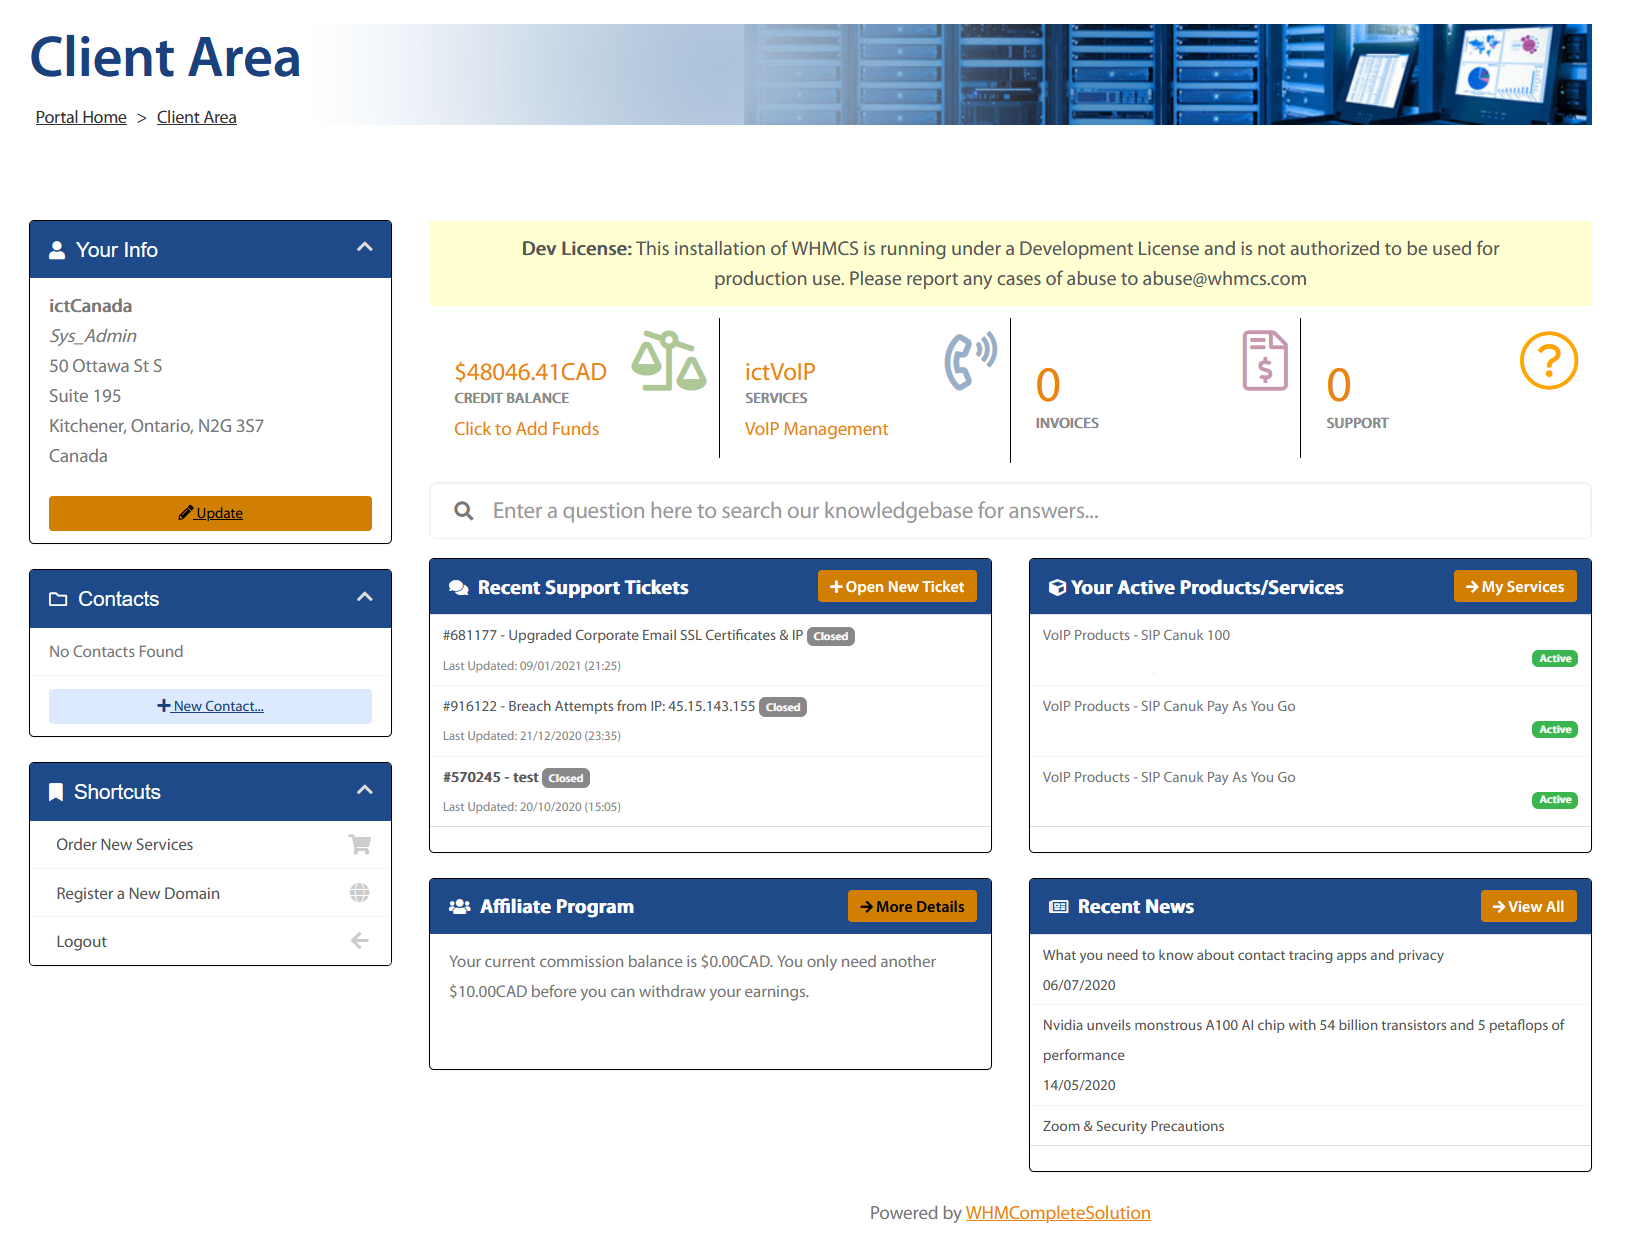 Client Area
Portal Home > Client Area
Your Info
ictCanada
Sys_Admin
50 Ottawa St S
Suite 195
Kitchener, Ontario, N2G 3S7
Canada
Update
Contacts
No Contacts Found
New Contact...
Shortcuts
Order New Services
Register a New Domain
Logout
Dev License: This installation of WHMCS is running under a Development License and is not authorized to be used for
production use. Please report any cases of abuse to abuse@whmcs.com
$48046.41CAD
CREDIT BALANCE
Click to Add Funds
ictVoIP
SERVICES
VoIP Management
0
INVOICES
0
SUPPORT
Enter a question here to search our knowledgebase for answers...
Recent Support Tickets
Open New Ticket
#681177 - Upgraded Corporate Email SSL Certificates & IP Closed
Last Updated: 09/01/2021 (21:25)
#916122 - Breach Attempts from IP: 45.15.143.155 Closed
Last Updated: 21/12/2020 (23:35)
#570245 - test Closed
Last Updated: 20/10/2020 (15:05)
Your Active Products/Services
My Services
VoIP Products - SIP Canuk 100
Active
VoIP Products - SIP Canuk Pay As You Go
Active
VoIP Products - SIP Canuk Pay As You Go
Active
Affiliate Program
More Details
Your current commission balance is $0.00CAD. You only need another
$10.00CAD before you can withdraw your earnings.
Recent News
View All
What you need to know about contact tracing apps and privacy
06/07/2020
Nvidia unveils monstrous A100 AI chip with 54 billion transistors and 5 petaflops of
performance
14/05/2020
Zoom & Security Precautions
Powered by WHMCompleteSolution